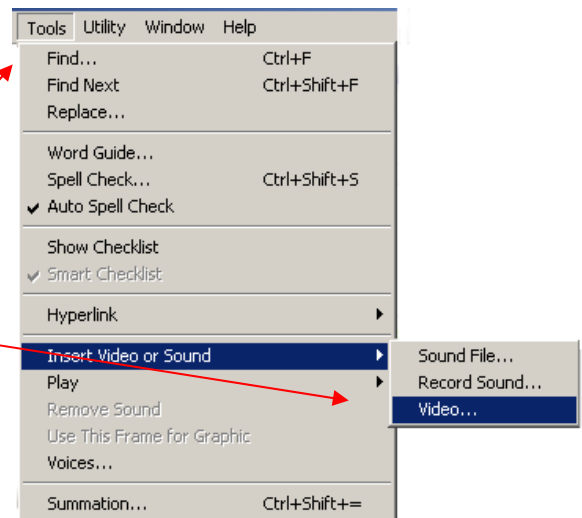 Tools Utility Window Help
Find... Ctrl+F
Find Next Ctrl+Shift+F
Replace...
Word Guide...
Spell Check... Ctrl+Shift+S
Auto Spell Check
Show Checklist
Smart Checklist
Hyperlink
Insert Video or Sound
Sound File...
Play
Record Sound...
Remove Sound
Video...
Use This Frame for Graphic
Voices...
Summation... Ctrl+Shift+=